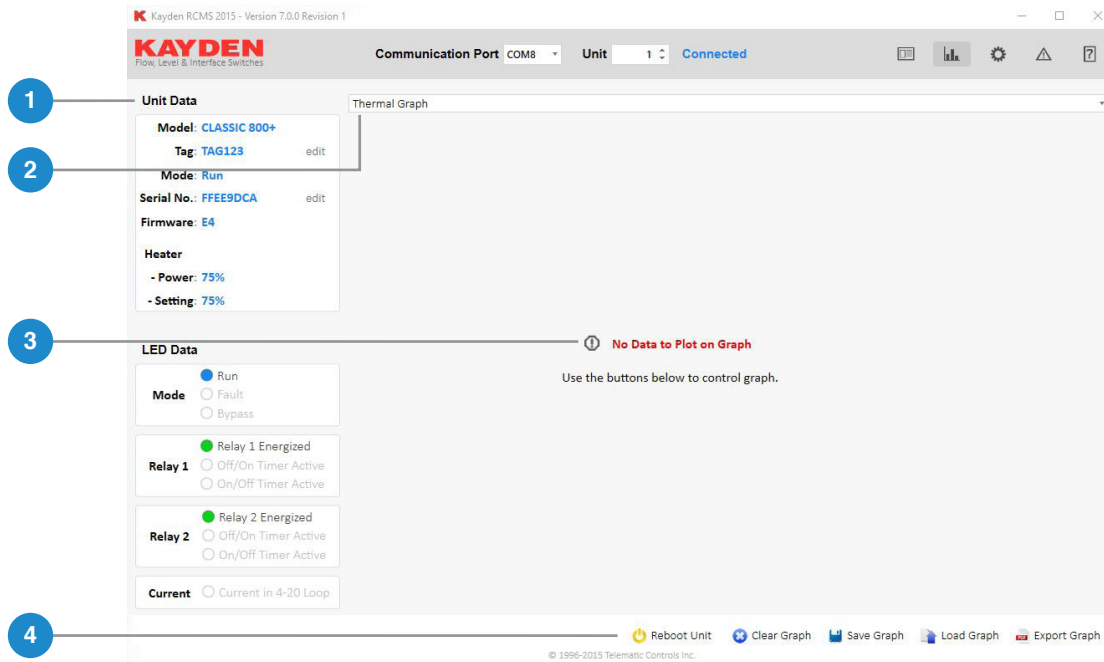 Kayden RCMS 2015 - Version 7.0.0 Revision 1
KAYDEN
Flow, Level & Interface Switches
Communication Port COM8 Unit 1 Connected
1
Unit Data
Thermal Graph
Model: CLASSIC 800+
Tag: TAG123 edit
2
Mode: Run
Serial No.: FFEE9DCA edit
Firmware: E4
Heater
- Power: 75%
- Setting: 75%
3
No Data to Plot on Graph
Use the buttons below to control graph.
LED Data
Mode
Run
Fault
Bypass
Relay 1
Relay 1 Energized
Off/On Timer Active
On/Off Timer Active
Relay 2
Relay 2 Energized
Off/On Timer Active
On/Off Timer Active
Current Current in 4-20 Loop
4
Reboot Unit Clear Graph Save Graph Load Graph Export Graph
© 1996-2015 Telematic Controls Inc.